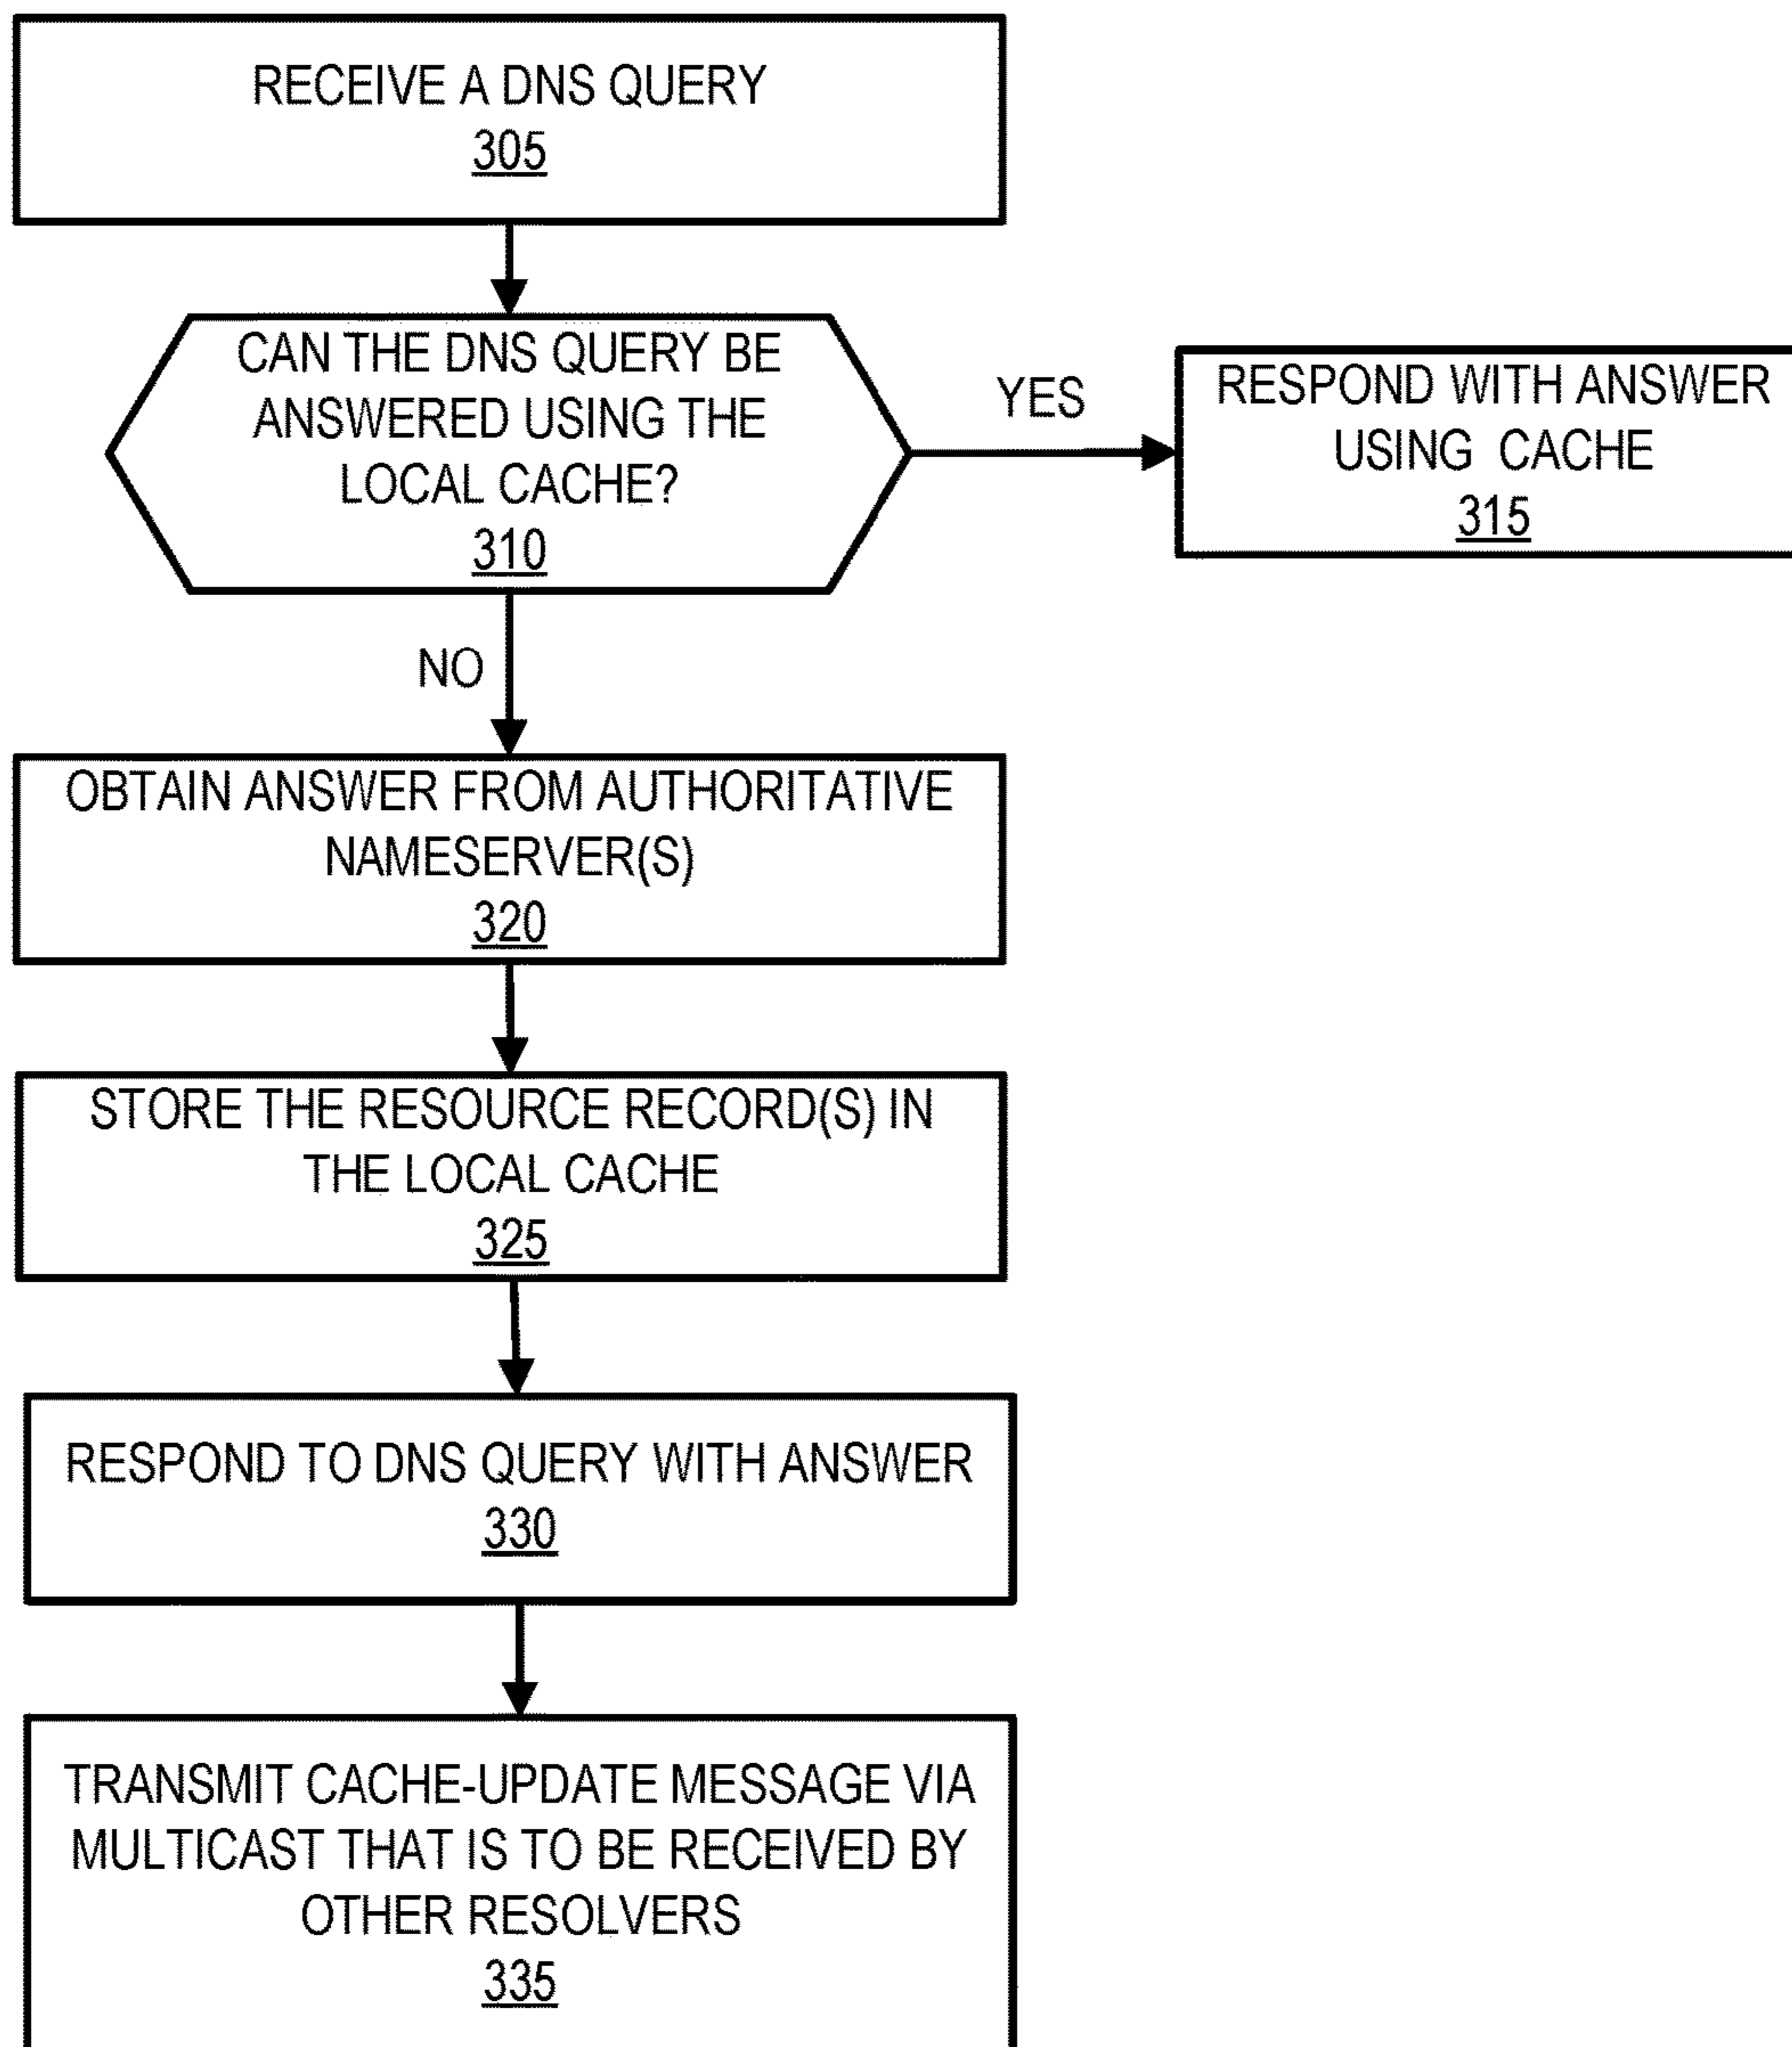 RECEIVE A DNS QUERY
305
CAN THE DNS QUERY BE
ANSWERED USING THE
LOCAL CACHE?
310
YES
RESPOND WITH ANSWER
USING CACHE
315
NO
OBTAIN ANSWER FROM AUTHORITATIVE
NAMESERVER(S)
320
STORE THE RESOURCE RECORD(S) IN
THE LOCAL CACHE
325
RESPOND TO DNS QUERY WITH ANSWER
330
TRANSMIT CACHE-UPDATE MESSAGE VIA
MULTICAST THAT IS TO BE RECEIVED BY
OTHER RESOLVERS
335